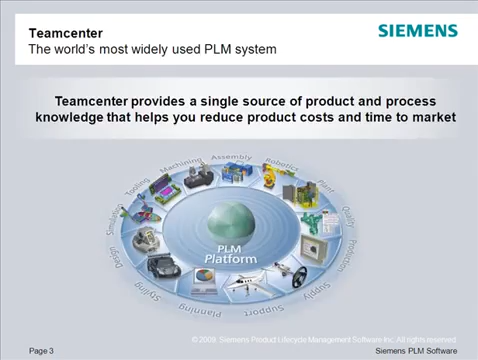 Teamcenter
The world's most widely used PLM system
SIEMENS
Teamcenter provides a single source of product and process
knowledge that helps you reduce product costs and time to market
Assembly
Robotics
Machining
Plant
Tooling
Quality
Simulation
Production
Design
Supply
Styling
Support
Planning
PLM
Platform
© 2009. Siemens Product Lifecycle Management Software Inc. All rights reserved.
Page 3
Siemens PLM Software